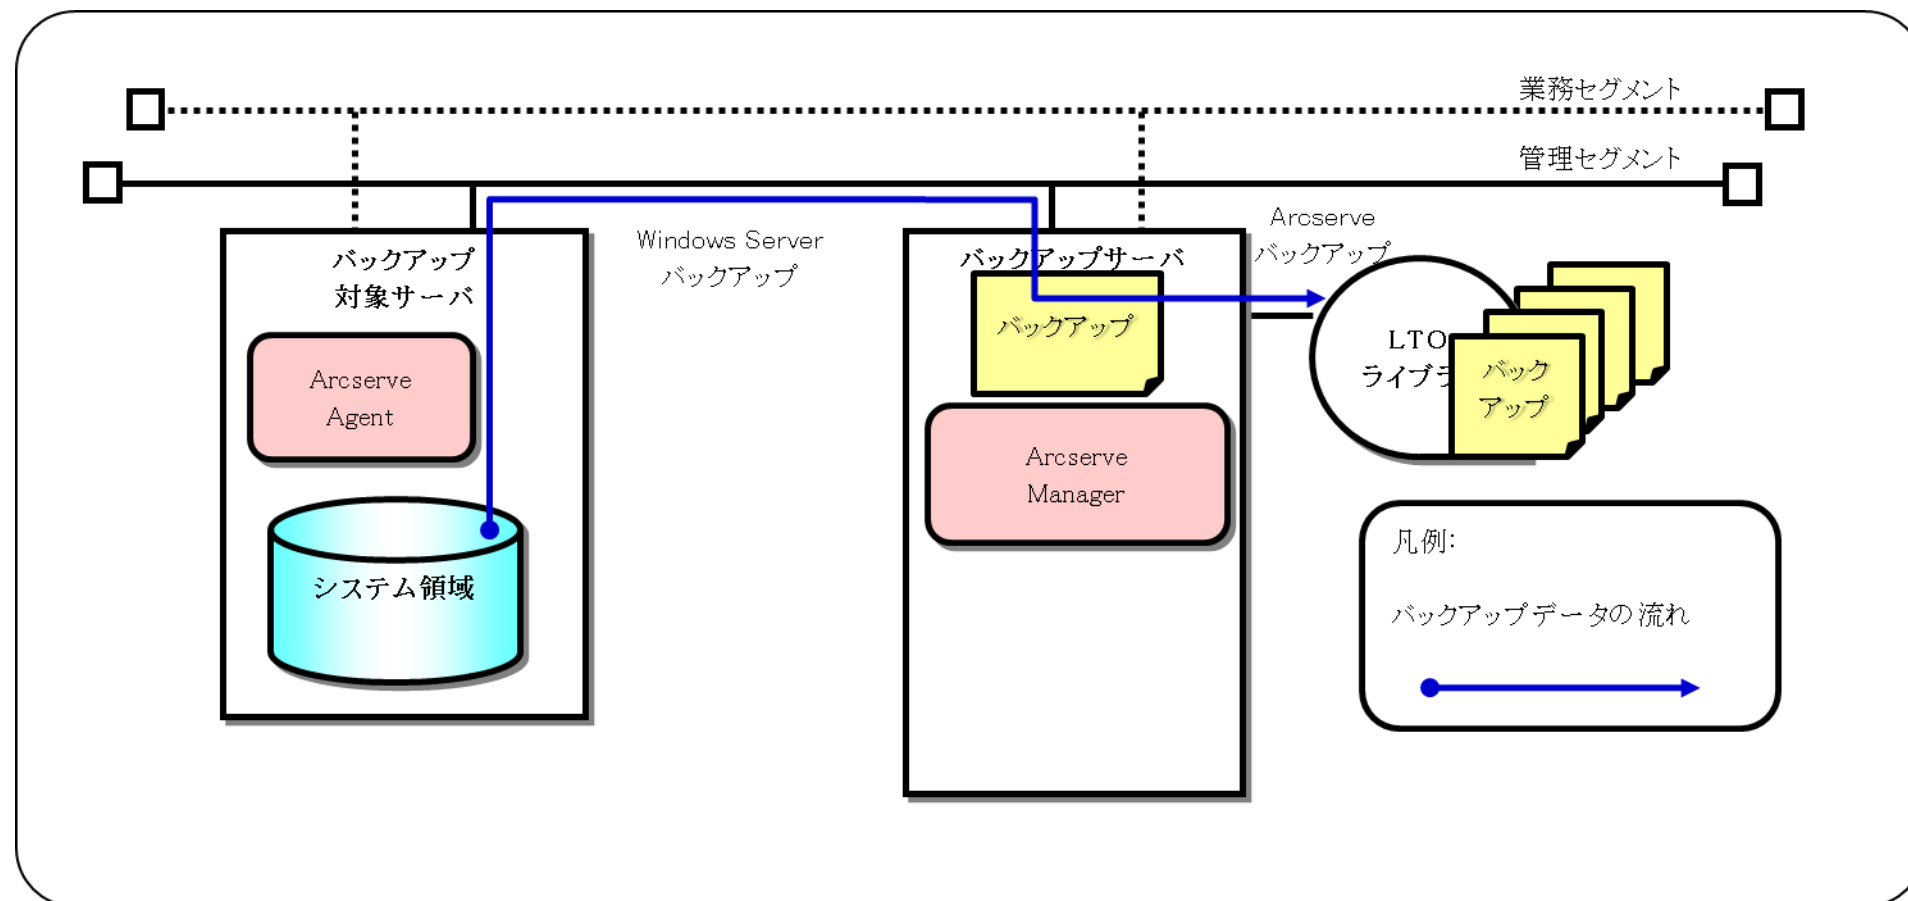 業務セグメント
管理セグメント
Arcserve
バックアップ
Windows Server
バックアップ
バックアップ
対象サーバ
バックアップサーバ
バックアップ
LTO
ライブラ
バック
アップ
Arcserve
Agent
Arcserve
Manager
システム領域
凡例:
バックアップデータの流れ